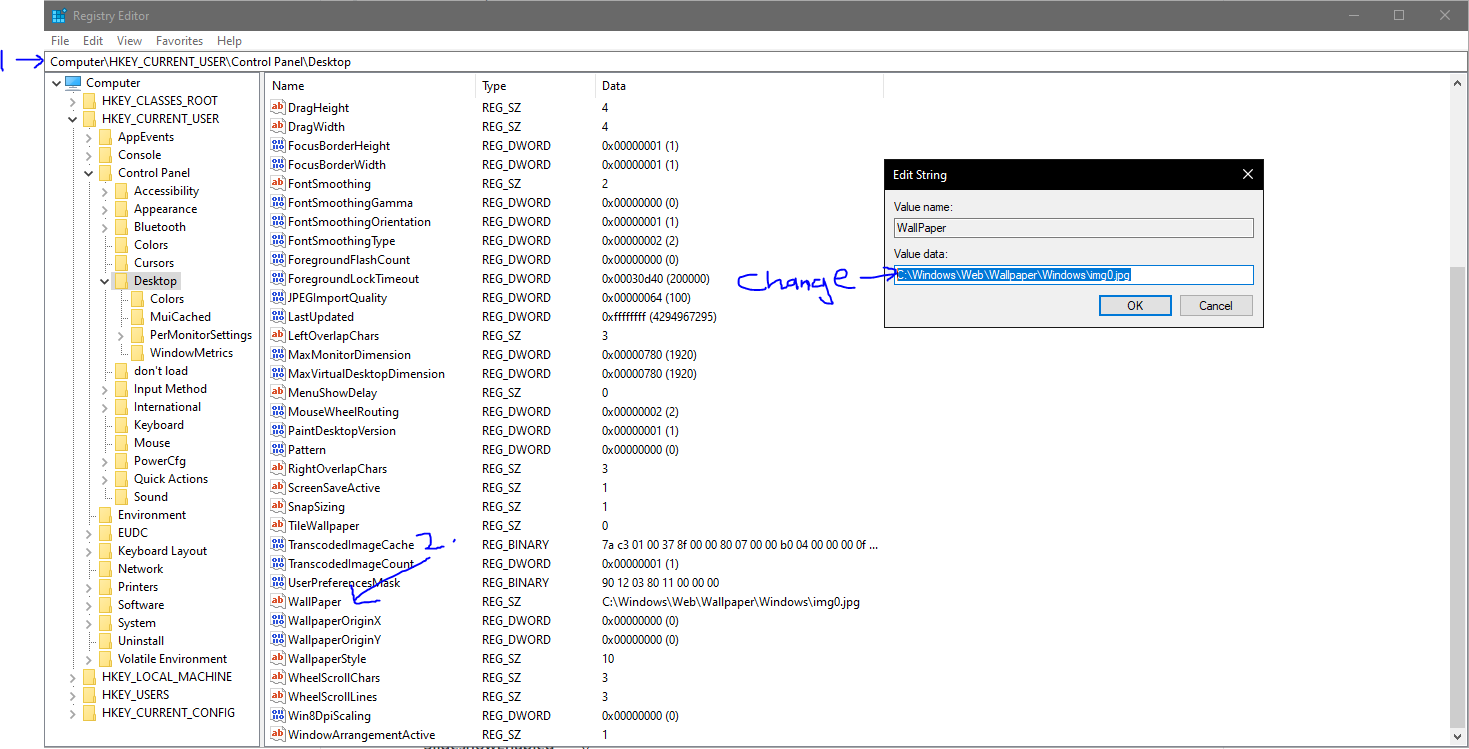 Registry Editor
File Edit View Favorites Help
1
Computer\HKEY_CURRENT_USER\Control Panel\Desktop
Computer
HKEY_CLASSES_ROOT
HKEY_CURRENT_USER
AppEvents
Console
Control Panel
Accessibility
Appearance
Bluetooth
Colors
Cursors
Desktop
Colors
MuiCached
PerMonitorSettings
WindowMetrics
don't load
Input Method
International
Keyboard
Mouse
PowerCfg
Quick Actions
Sound
Environment
EUDC
Keyboard Layout
Network
Printers
Software
System
Uninstall
Volatile Environment
HKEY_LOCAL_MACHINE
HKEY_USERS
HKEY_CURRENT_CONFIG
Name Type Data
DragHeight REG_SZ 4
DragWidth REG_SZ 4
FocusBorderHeight REG_DWORD 0x00000001 (1)
FocusBorderWidth REG_DWORD 0x00000001 (1)
FontSmoothing REG_SZ 2
FontSmoothingGamma REG_DWORD 0x00000000 (0)
FontSmoothingOrientation REG_DWORD 0x00000001 (1)
FontSmoothingType REG_DWORD 0x00000002 (2)
ForegroundFlashCount REG_DWORD 0x00000000 (0)
ForegroundLockTimeout REG_DWORD 0x00030d40 (200000)
JPEGImportQuality REG_DWORD 0x00000064 (100)
LastUpdated REG_DWORD 0xffffffff (4294967295)
LeftOverlapChars REG_SZ 3
MaxMonitorDimension REG_DWORD 0x00000780 (1920)
MaxVirtualDesktopDimension REG_DWORD 0x00000780 (1920)
MenuShowDelay REG_SZ 0
MouseWheelRouting REG_DWORD 0x00000002 (2)
PaintDesktopVersion REG_DWORD 0x00000001 (1)
Pattern REG_DWORD 0x00000000 (0)
RightOverlapChars REG_SZ 3
ScreenSaveActive REG_SZ 1
SnapSizing REG_SZ 1
TileWallpaper REG_SZ 0
TranscodedImageCache 2. REG_BINARY 7a c3 01 00 37 8f 00 00 80 07 00 00 b0 04 00 00 00 0f ...
TranscodedImageCount REG_DWORD 0x00000001 (1)
UserPreferencesMask REG_BINARY 90 12 03 80 11 00 00 00
WallPaper REG_SZ C:\Windows\Web\Wallpaper\Windows\img0.jpg
WallpaperOriginX REG_DWORD 0x00000000 (0)
WallpaperOriginY REG_DWORD 0x00000000 (0)
WallpaperStyle REG_SZ 10
WheelScrollChars REG_SZ 3
WheelScrollLines REG_SZ 3
Win8DpiScaling REG_DWORD 0x00000000 (0)
WindowArrangementActive REG_SZ 1
Edit String
Value name:
WallPaper
Value data:
change
C:\Windows\Web\Wallpaper\Windows\img0.jpg
OK Cancel